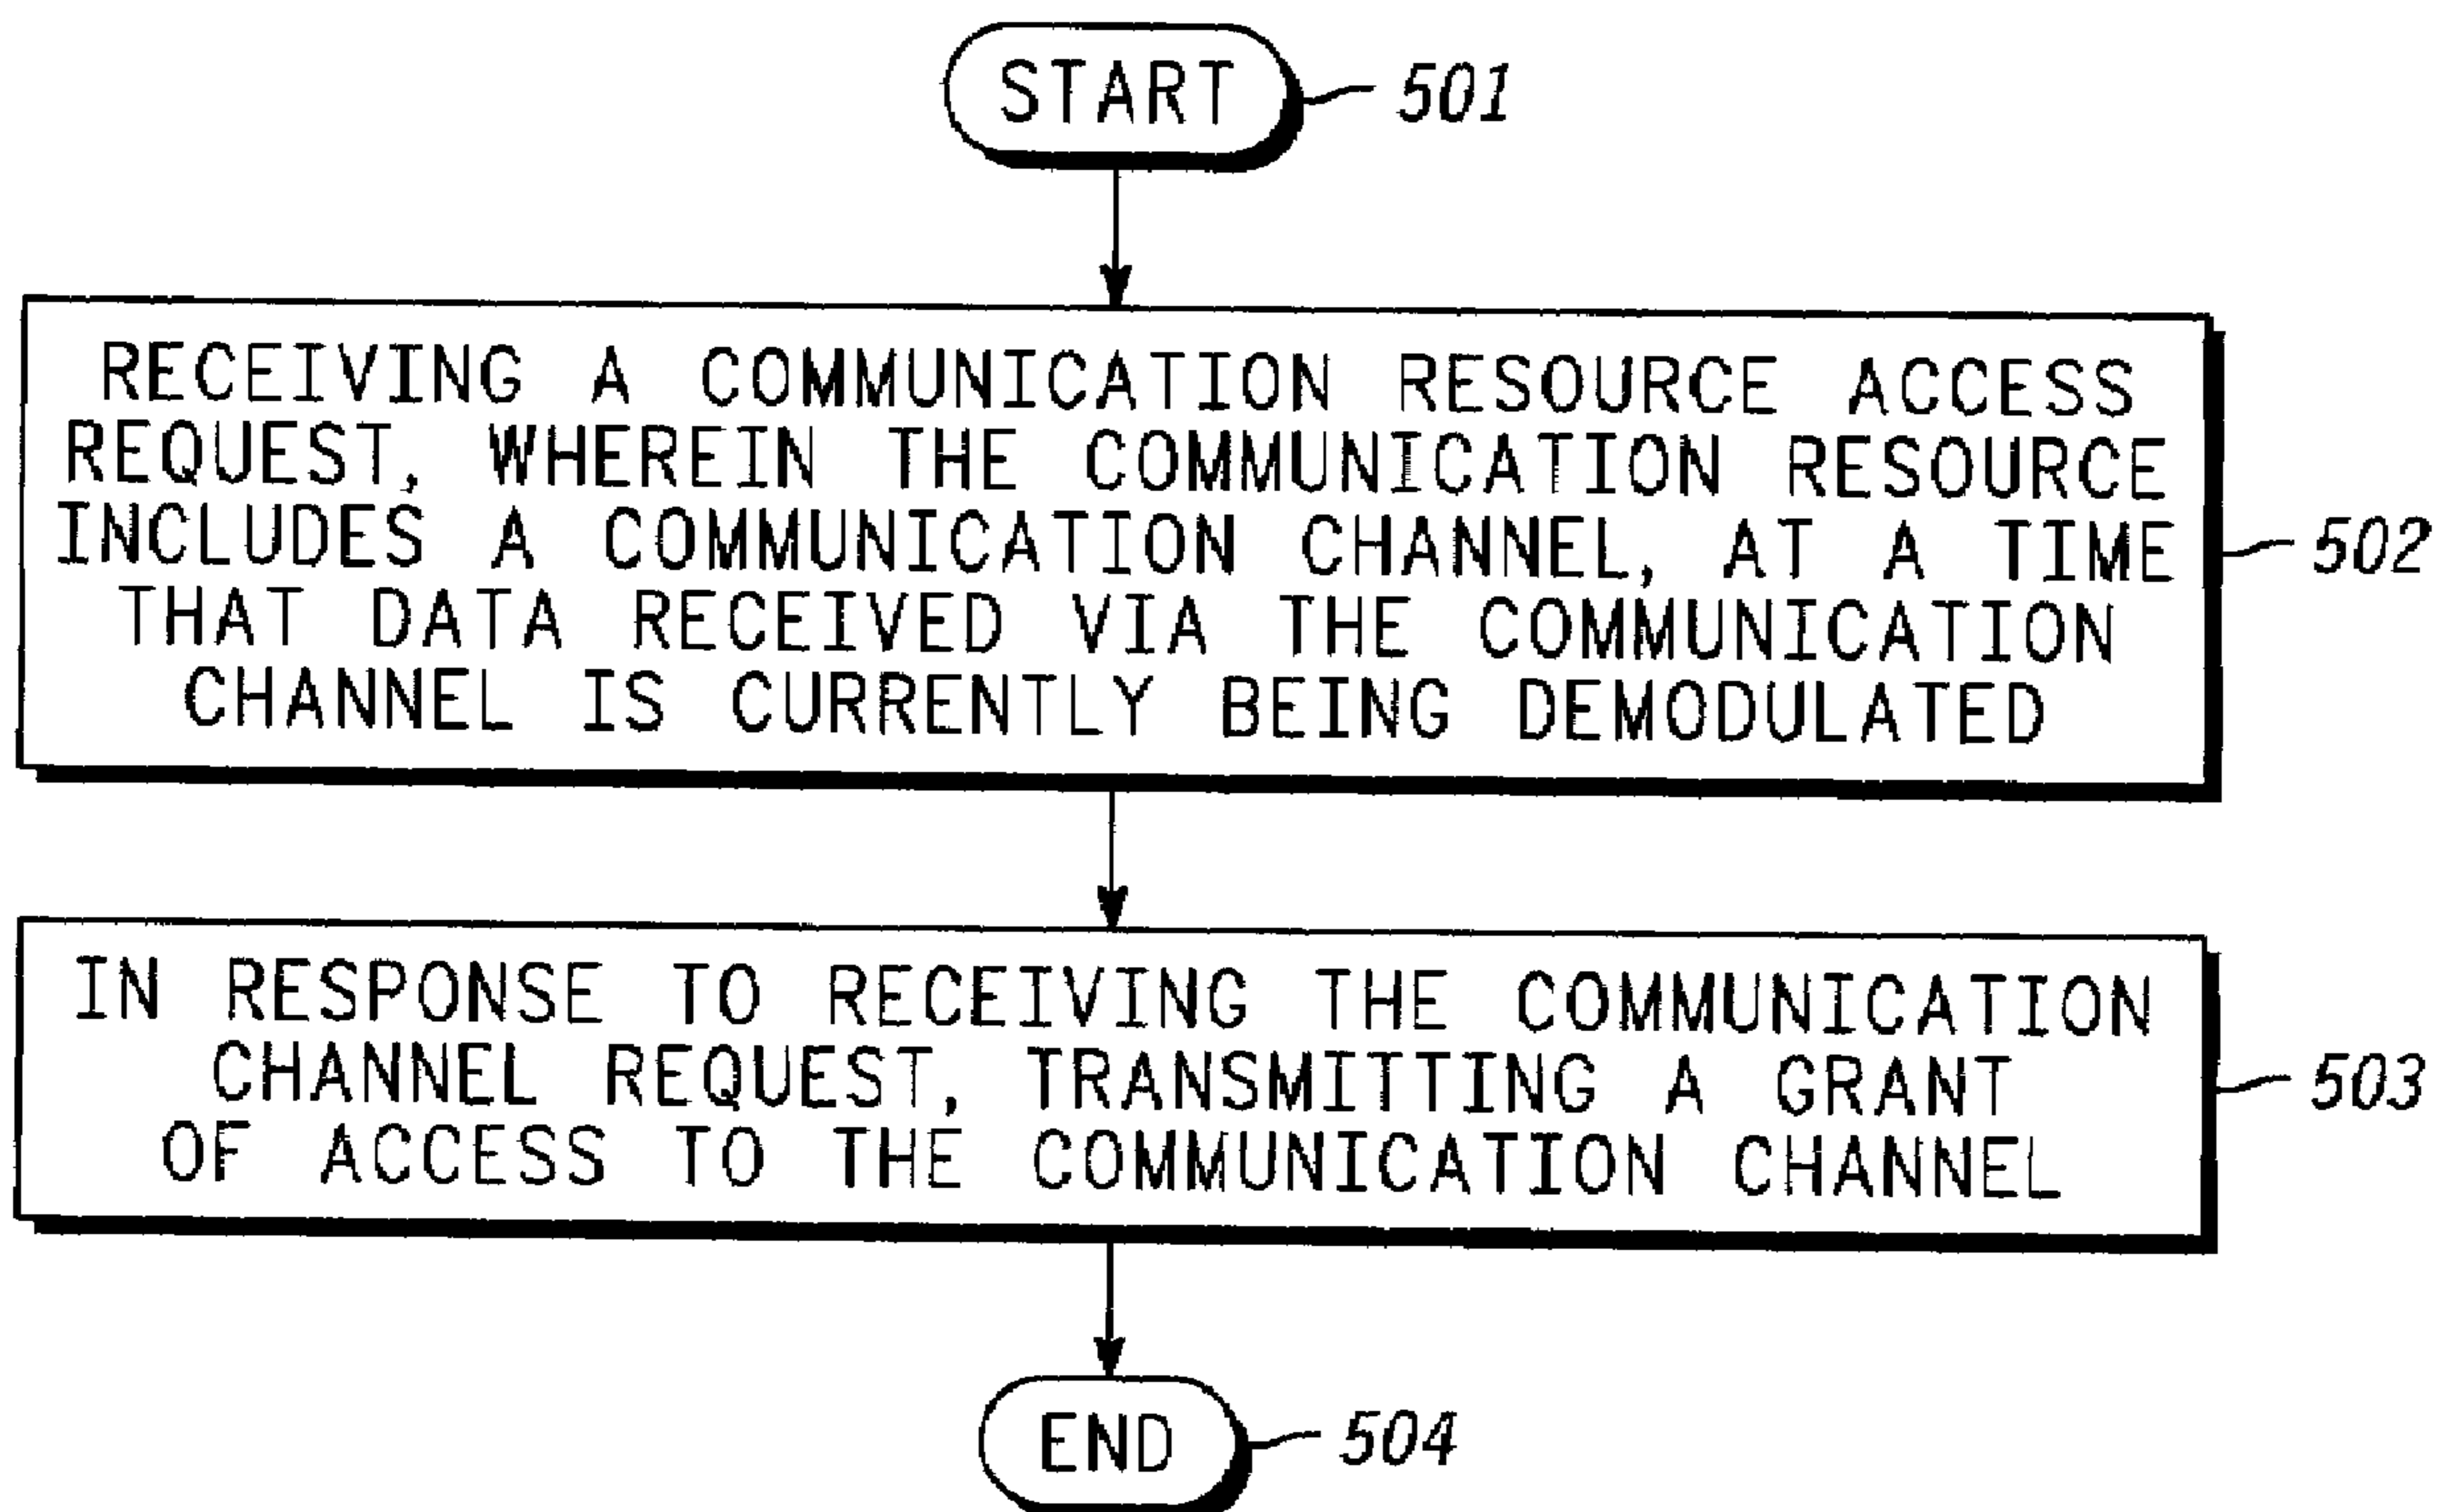 START
501
RECEIVING A COMMUNICATION RESOURCE ACCESS
REQUEST, WHEREIN THE COMMUNICATION RESOURCE
INCLUDES A COMMUNICATION CHANNEL, AT A TIME
THAT DATA RECEIVED VIA THE COMMUNICATION
CHANNEL IS CURRENTLY BEING DEMODULATED
502
IN RESPONSE TO RECEIVING THE COMMUNICATION
CHANNEL REQUEST, TRANSMITTING A GRANT
OF ACCESS TO THE COMMUNICATION CHANNEL
503
END
504